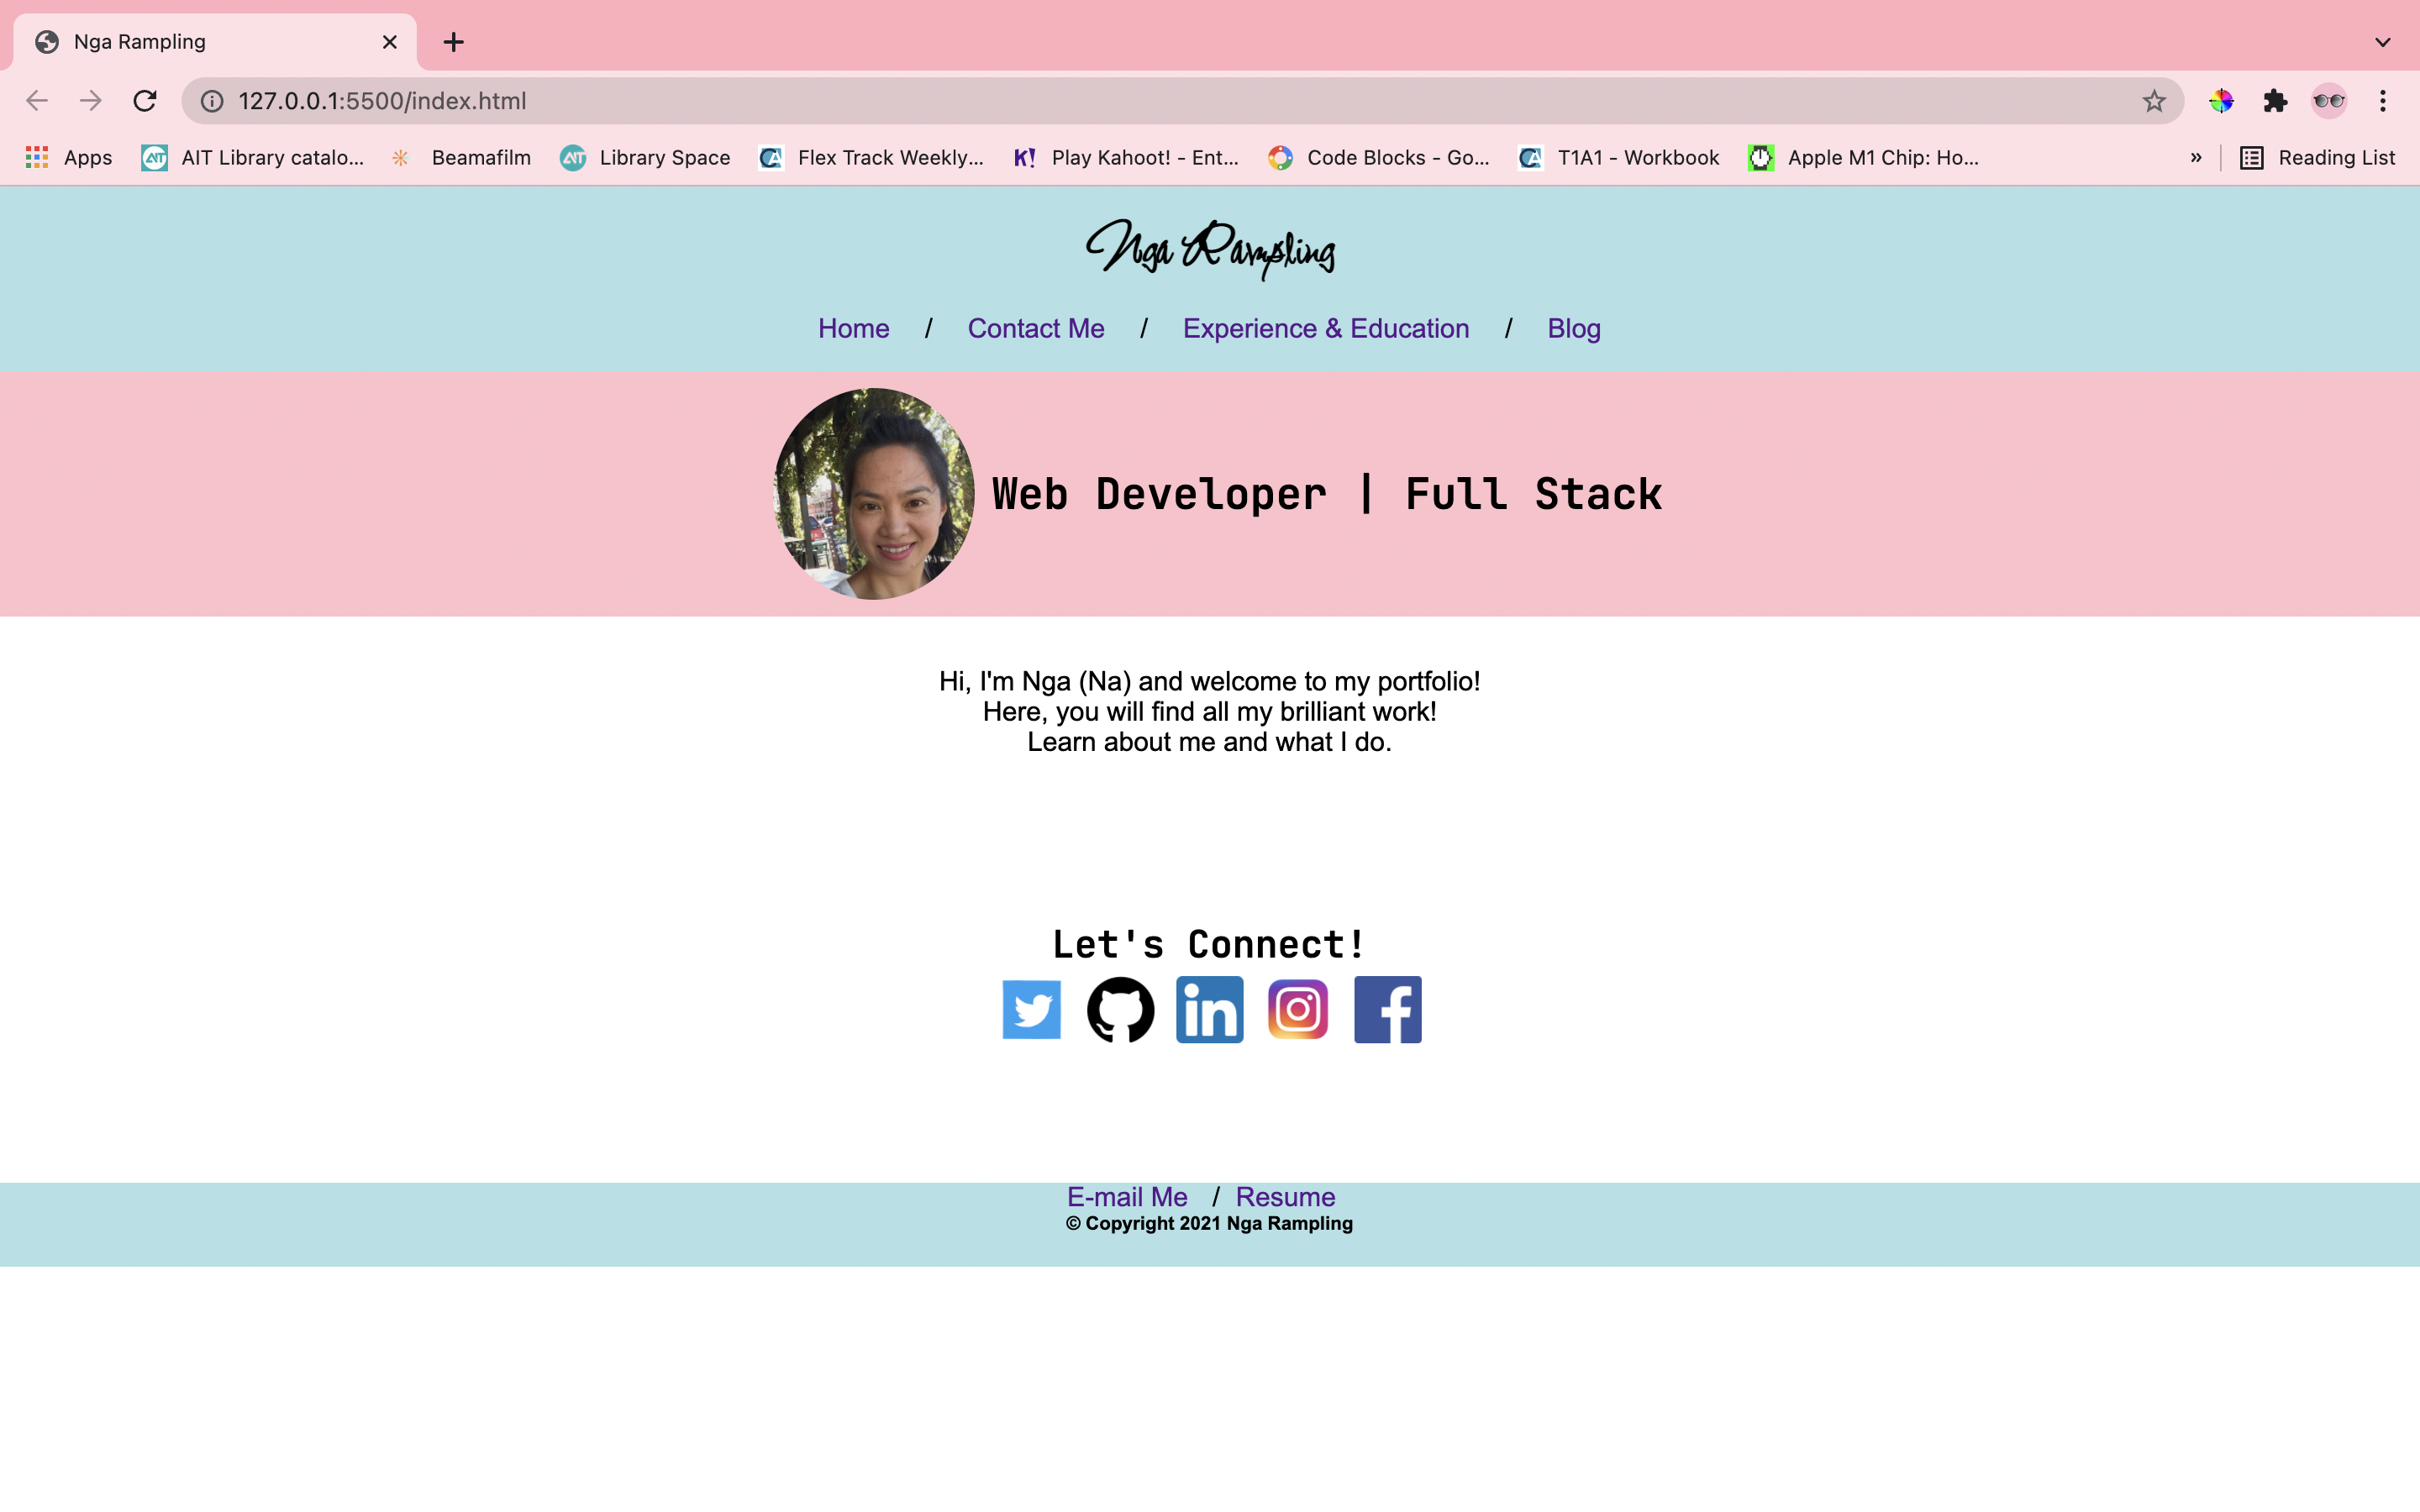 Nga Rampling
127.0.0.1:5500/index.html
Apps AIT Library catalo... Beamafilm Library Space Flex Track Weekly... K! Play Kahoot! - Ent... Code Blocks - Go... CA T1A1 - Workbook Apple M1 Chip: Ho... » Reading List
Nga Rampling
Home / Contact Me / Experience & Education / Blog
Web Developer | Full Stack
Hi, I'm Nga (Na) and welcome to my portfolio!
Here, you will find all my brilliant work!
Learn about me and what I do.
Let's Connect!
E-mail Me / Resume
© Copyright 2021 Nga Rampling